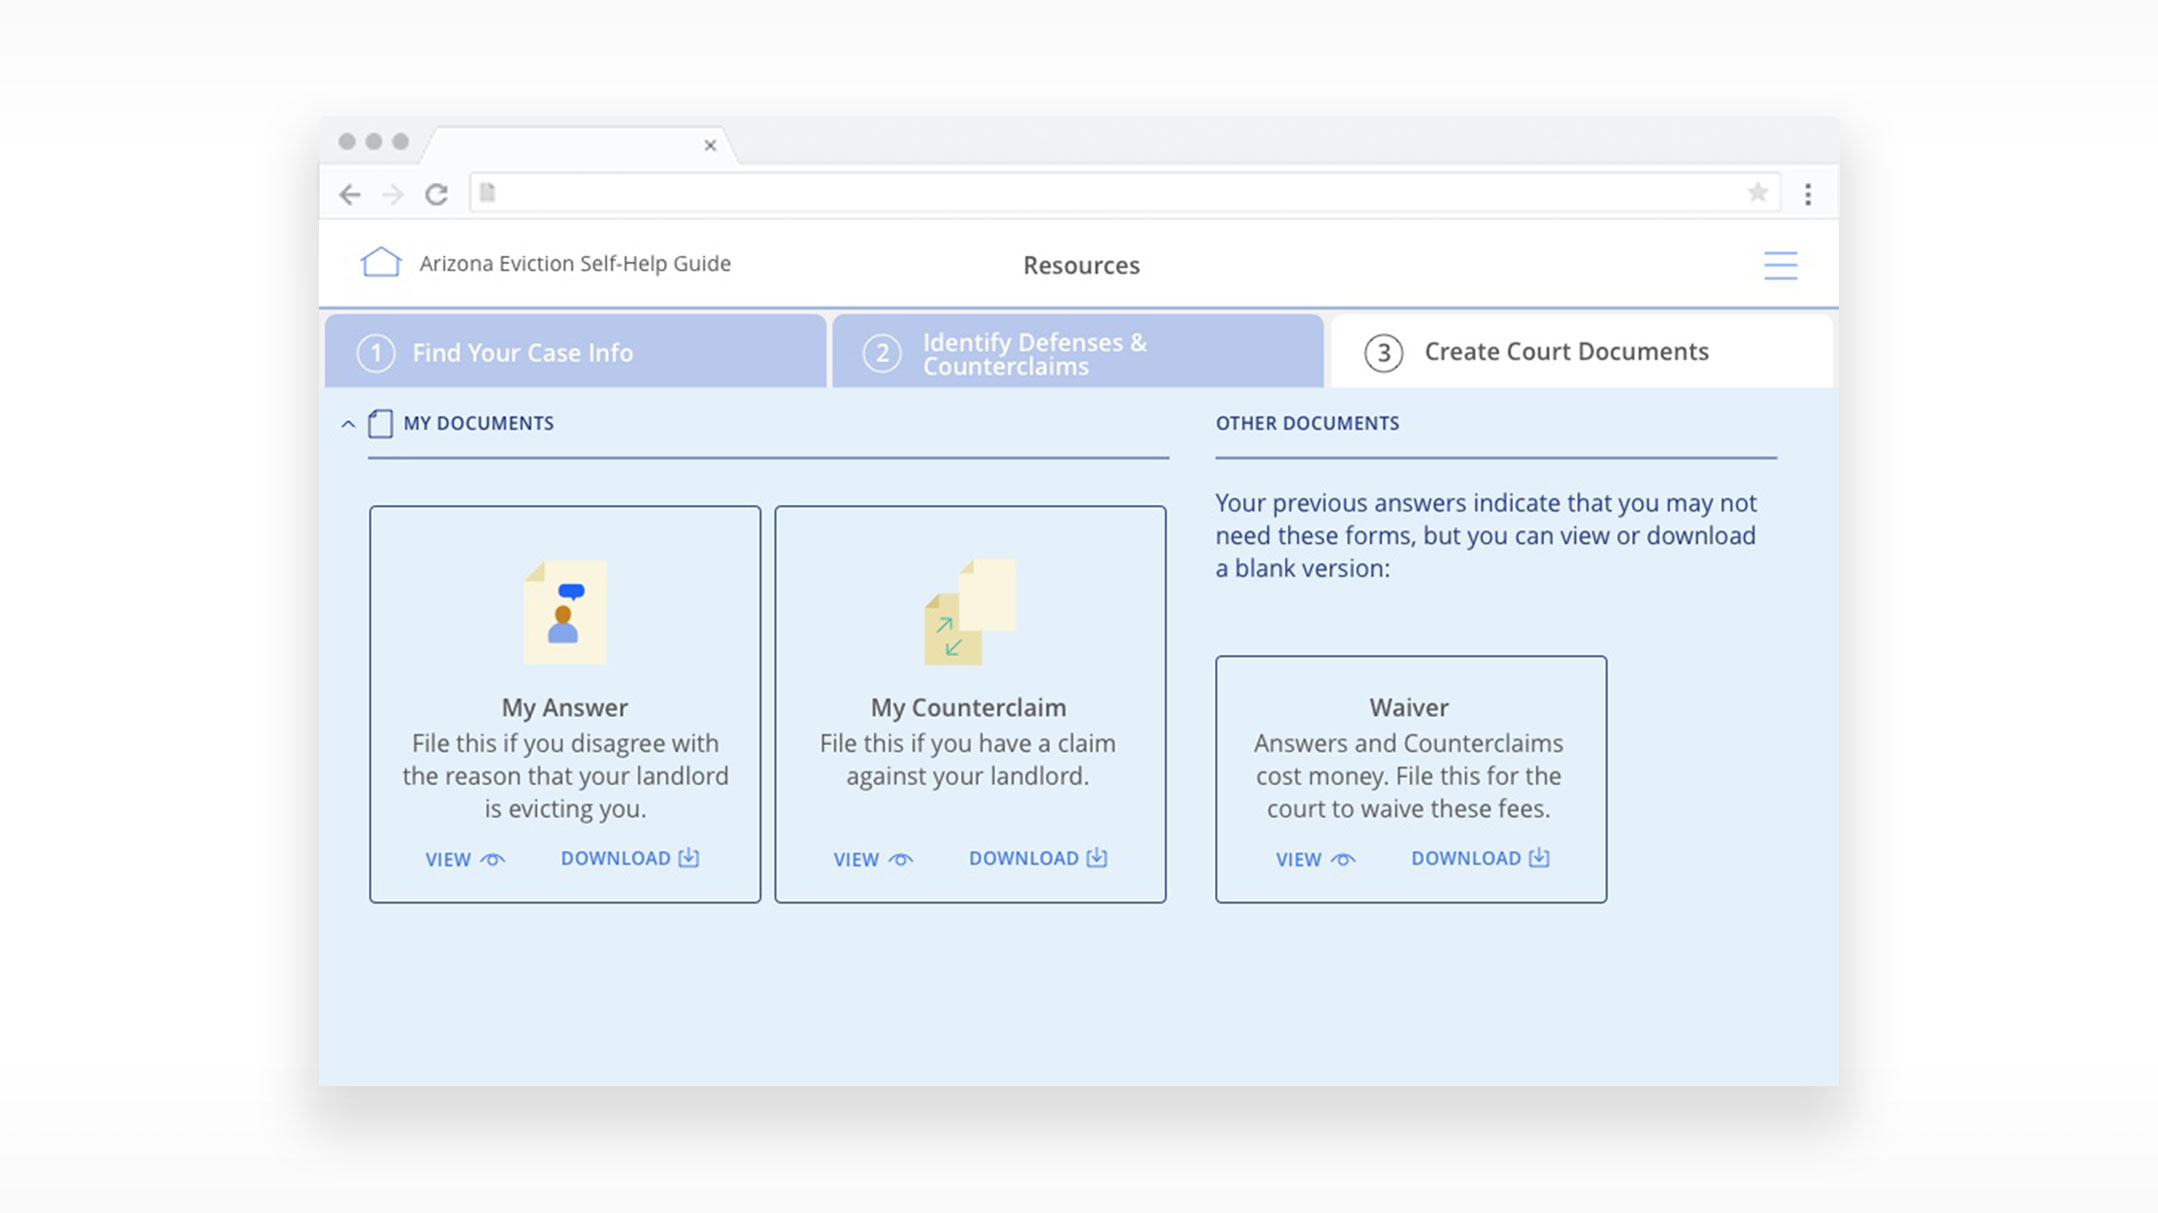 Arizona Eviction Self-Help Guide
Resources
1 Find Your Case Info
2 Identify Defenses &
Counterclaims
3 Create Court Documents
MY DOCUMENTS
My Answer
File this if you disagree with
the reason that your landlord
is evicting you.
VIEW DOWNLOAD
My Counterclaim
File this if you have a claim
against your landlord.
VIEW DOWNLOAD
OTHER DOCUMENTS
Your previous answers indicate that you may not
need these forms, but you can view or download
a blank version:
Waiver
Answers and Counterclaims
cost money. File this for the
court to waive these fees.
VIEW DOWNLOAD